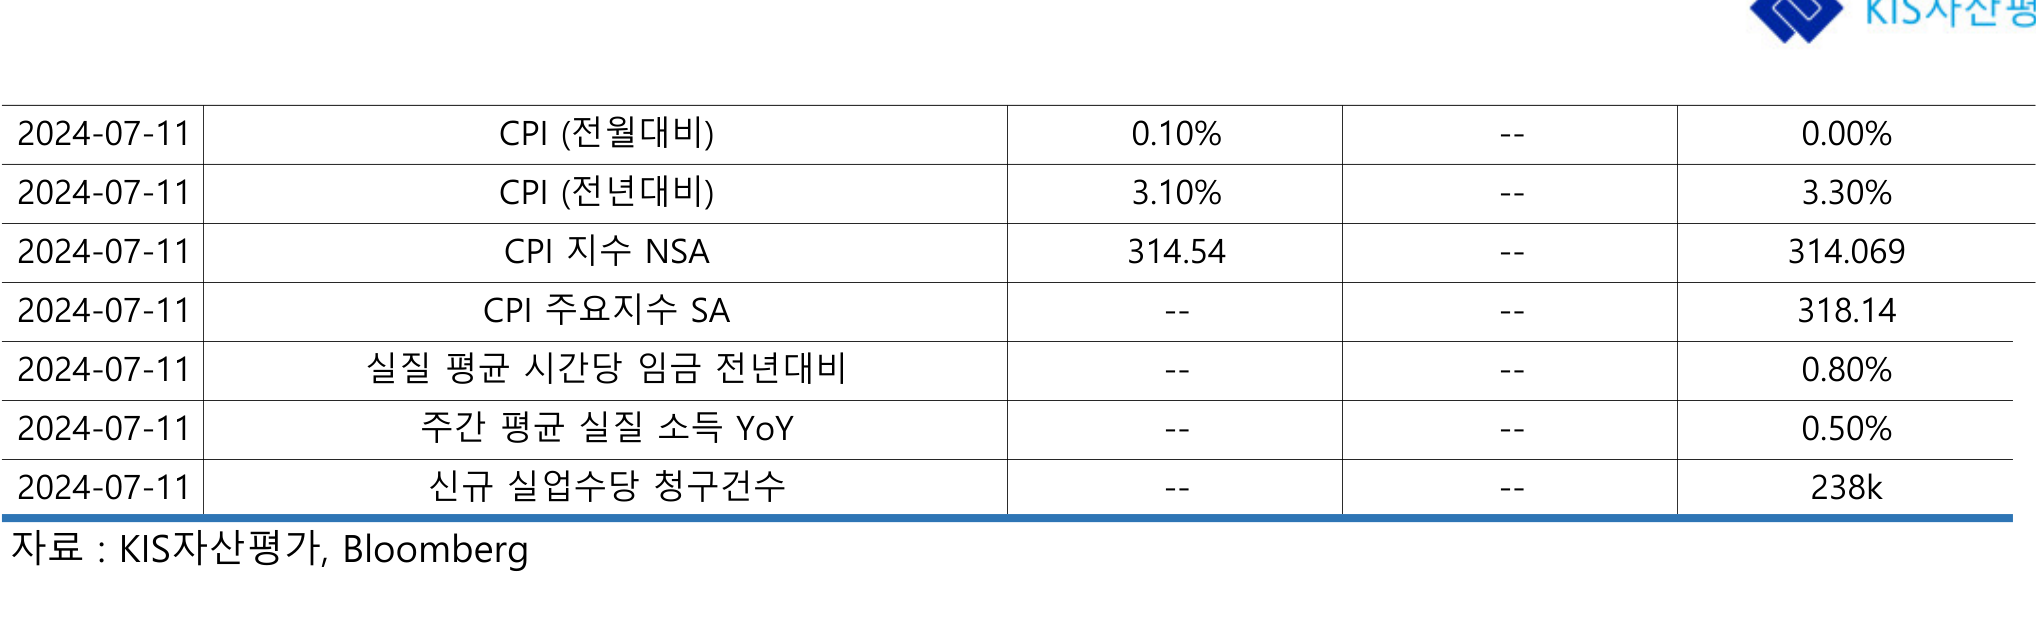 KIS자산평
2024-07-11 CPI (전월대비) 0.10% -- 0.00%
2024-07-11 CPI (전년대비) 3.10% -- 3.30%
2024-07-11 CPI 지수 NSA 314.54 -- 314.069
2024-07-11 CPI 주요지수 SA -- -- 318.14
2024-07-11 실질 평균 시간당 임금 전년대비 -- -- 0.80%
2024-07-11 주간 평균 실질 소득 YoY -- -- 0.50%
2024-07-11 신규 실업수당 청구건수 -- -- 238k
자료 : KIS자산평가, Bloomberg